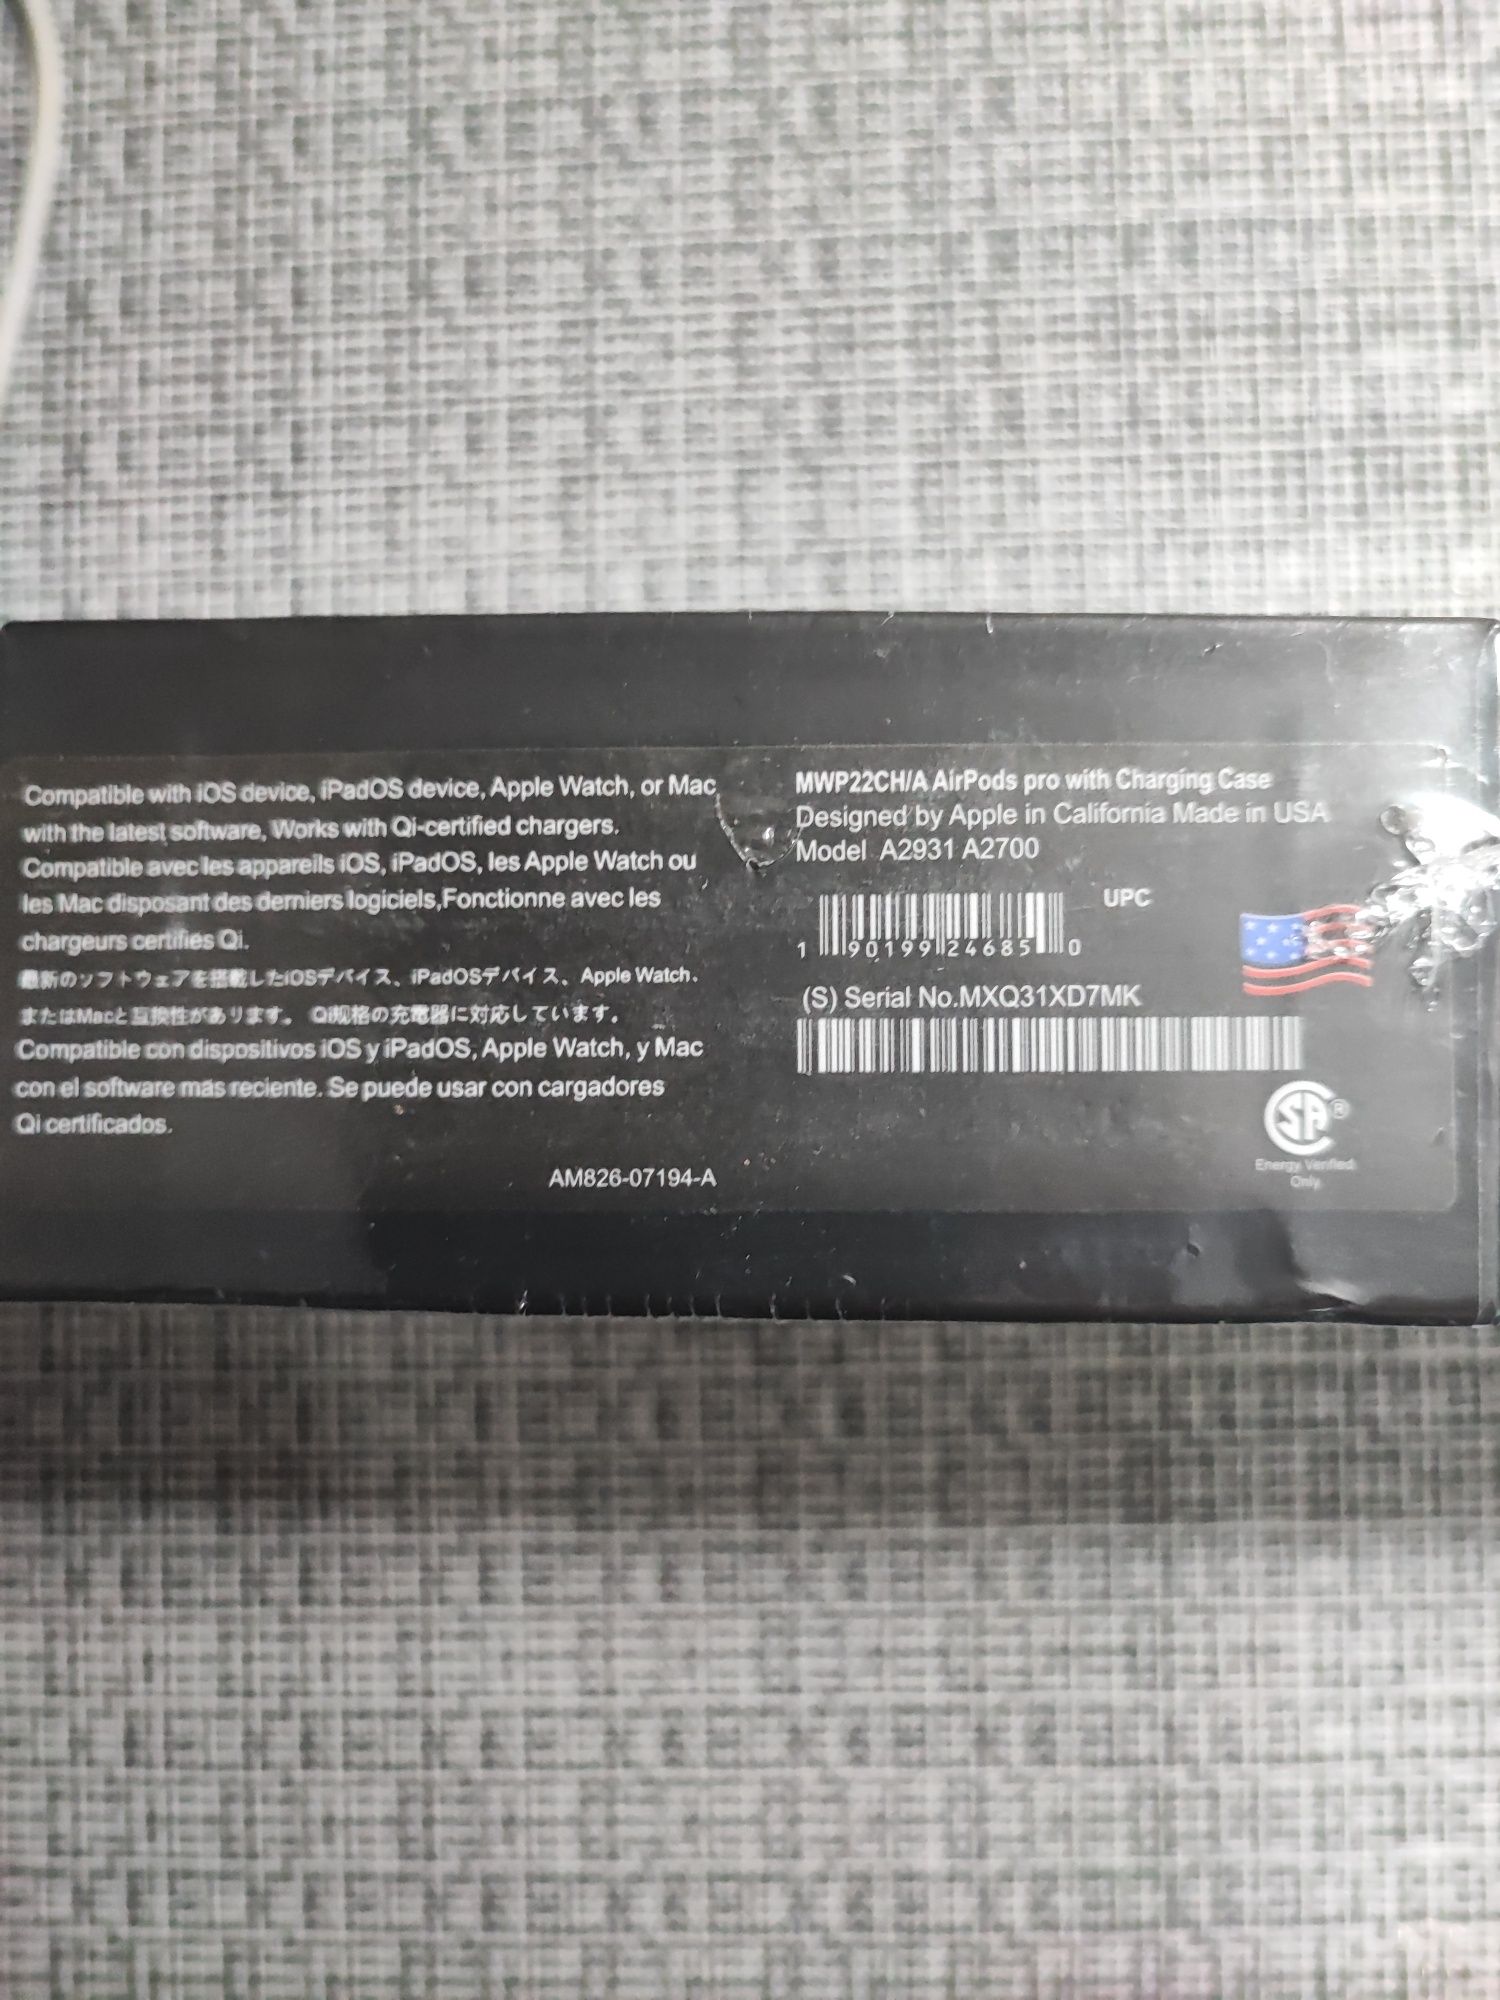 Compatible with iOS device, iPadOS device, Apple Watch, or Mac
with the latest software, Works with Qi-certified chargers.
Compatible avec les appareils iOS, iPadOS, les Apple Watch ou
les Mac disposant des derniers logiciels,Fonctionne avec les
chargeurs certifiés Qi.
最新のソフトウェアを搭載したiOSデバイス、iPadOSデバイス、Apple Watch.
またはMacと互換性があります。 Qi规格の充電器に対応しています。
Compatible con dispositivos iOS y iPadOS, Apple Watch, y Mac
con el software más reciente. Se puede usar con cargadores
Qi certificados.
AM826-07194-A
MWP22CH/A AirPods pro with Charging Case
Designed by Apple in California Made in USA
Model A2931 A2700
UPC
1 90199 24685 0
(S) Serial No.MXQ31XD7MK
SA®
Energy Verified
Only